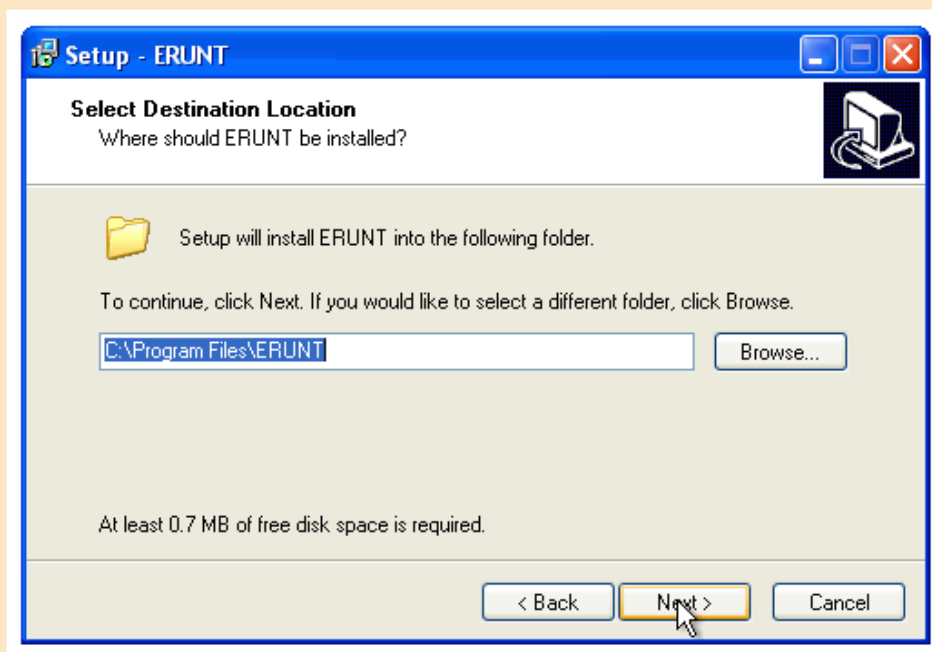 Setup - ERUNT
Select Destination Location
Where should ERUNT be installed?
Setup will install ERUNT into the following folder.
To continue, click Next. If you would like to select a different folder, click Browse.
C:\Program Files\ERUNT
Browse...
At least 0.7 MB of free disk space is required.
< Back
Next >
Cancel